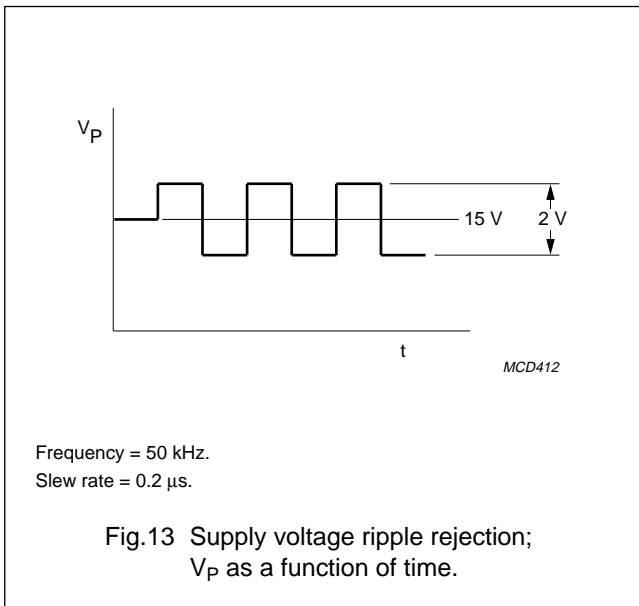 V_P
15 V
2 V
t
MCD412
Frequency = 50 kHz.
Slew rate = 0.2 μs.
Fig.13 Supply voltage ripple rejection;
V_P as a function of time.